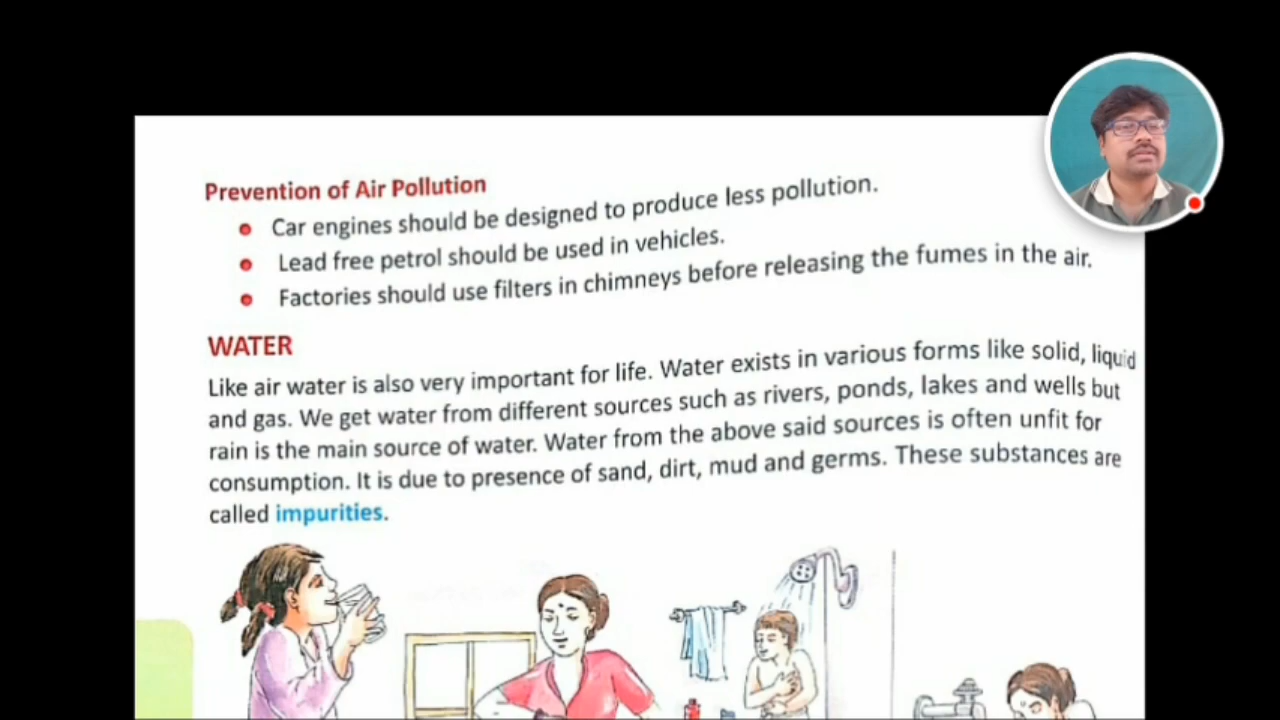 Prevention of Air Pollution
Car engines should be designed to produce less pollution.
Lead free petrol should be used in vehicles.
Factories should use filters in chimneys before releasing the fumes in the air.
WATER
Like air water is also very important for life. Water exists in various forms like solid, liquid
and gas. We get water from different sources such as rivers, ponds, lakes and wells but
rain is the main source of water. Water from the above said sources is often unfit for
consumption. It is due to presence of sand, dirt, mud and germs. These substances are
called impurities.